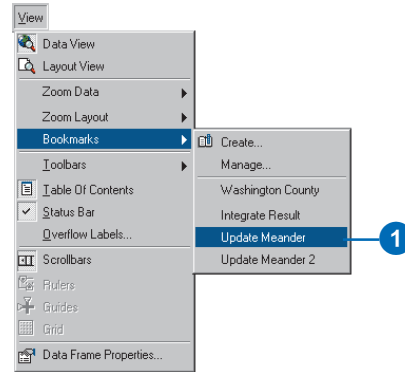 View
Data View
Layout View
Zoom Data
Zoom Layout
Bookmarks
Toolbars
Table Of Contents
Status Bar
Overflow Labels...
Scrollbars
Rulers
Guides
Grid
Data Frame Properties...
Create...
Manage...
Washington County
Integrate Result
Update Meander
Update Meander 2
1